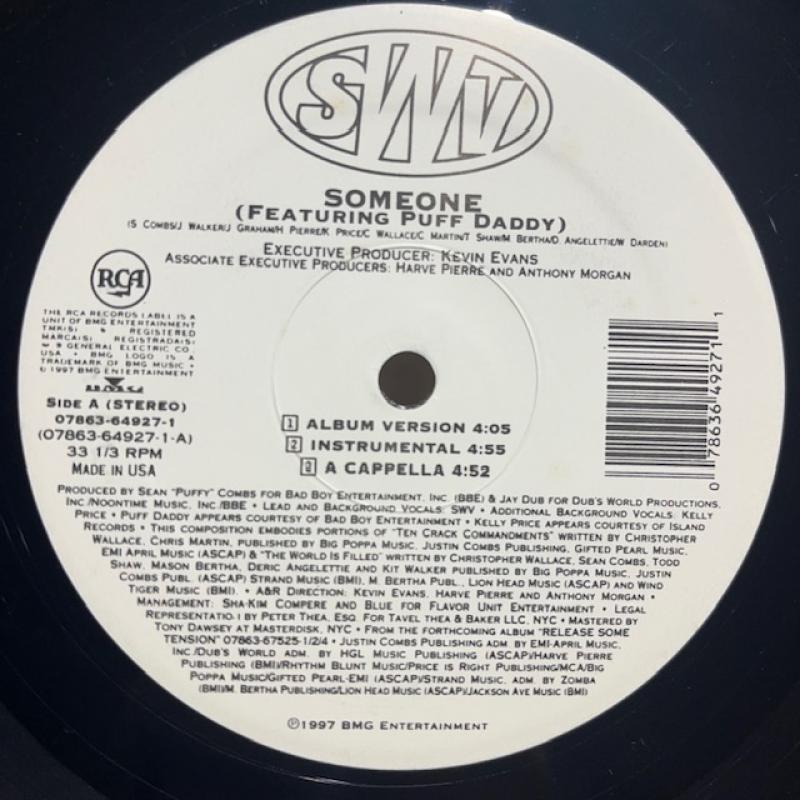 SWV
SOMEONE
(FEATURING PUFF DADDY)
(S COMBS/J WALKER/J GRAHAM/H PIERRE/K PRICE/C WALLACE/C MARTIN/T SHAW/M BERTHA/D. ANGELETTIE/W DARDEN)
EXECUTIVE PRODUCER: KEVIN EVANS
ASSOCIATE EXECUTIVE PRODUCERS: HARVE PIERRE AND ANTHONY MORGAN
RCA
THE RCA RECORDS LABEL IS A
UNIT OF BMG ENTERTAINMENT
TMK(S) ® REGISTERED
MARCA(S) REGISTRADA(S)
® GENERAL ELECTRIC CO.
USA • BMG LOGO IS A
TRADEMARK OF BMG MUSIC •
© 1997 BMG ENTERTAINMENT
BMG
SIDE A (STEREO)
07863-64927-1
(07863-64927-1-A)
33 1/3 RPM
MADE IN USA
1 ALBUM VERSION 4:05
2 INSTRUMENTAL 4:55
3 A CAPPELLA 4:52
0 78636 49271 1
PRODUCED BY SEAN "PUFFY" COMBS FOR BAD BOY ENTERTAINMENT, INC. (BBE) & JAY DUB FOR DUB'S WORLD PRODUCTIONS,
INC./NOONTIME MUSIC, INC./BBE • LEAD AND BACKGROUND VOCALS: SWV • ADDITIONAL BACKGROUND VOCALS: KELLY
PRICE • PUFF DADDY APPEARS COURTESY OF BAD BOY ENTERTAINMENT • KELLY PRICE APPEARS COURTESY OF ISLAND
RECORDS • THIS COMPOSITION EMBODIES PORTIONS OF "TEN CRACK COMMANDMENTS" WRITTEN BY CHRISTOPHER
WALLACE, CHRIS MARTIN, PUBLISHED BY BIG POPPA MUSIC, JUSTIN COMBS PUBLISHING, GIFTED PEARL MUSIC,
EMI APRIL MUSIC (ASCAP) & "THE WORLD IS FILLED" WRITTEN BY CHRISTOPHER WALLACE, SEAN COMBS, TODD
SHAW, MASON BERTHA, DERIC ANGELETTIE AND KIT WALKER PUBLISHED BY BIG POPPA MUSIC, JUSTIN
COMBS PUBL. (ASCAP) STRAND MUSIC (BMI), M. BERTHA PUBL., LION HEAD MUSIC (ASCAP) AND WIND
TIGER MUSIC (BMI). • A&R DIRECTION: KEVIN EVANS, HARVE PIERRE AND ANTHONY MORGAN •
MANAGEMENT: SHA-KIM COMPERE AND BLUE FOR FLAVOR UNIT ENTERTAINMENT • LEGAL
REPRESENTATIO I BY PETER THEA, ESQ. FOR TAVEL THEA & BAKER LLC, NYC • MASTERED BY
TONY DAWSEY AT MASTERDISK, NYC • FROM THE FORTHCOMING ALBUM "RELEASE SOME
TENSION" 07863-67525-1/2/4 • JUSTIN COMBS PUBLISHING ADM. BY EMI-APRIL MUSIC,
INC./DUB'S WORLD ADM. BY HGL MUSIC PUBLISHING (ASCAP)/HARVE PIERRE
PUBLISHING (BMI)/RHYTHM BLUNT MUSIC/PRICE IS RIGHT PUBLISHING/MCA/BIG
POPPA MUSIC/GIFTED PEARL-EMI (ASCAP)/STRAND MUSIC, ADM. BY ZOMBA
(BMI)/M. BERTHA PUBLISHING/LION HEAD MUSIC (ASCAP)/JACKSON AVE MUSIC (BMI)
℗1997 BMG ENTERTAINMENT